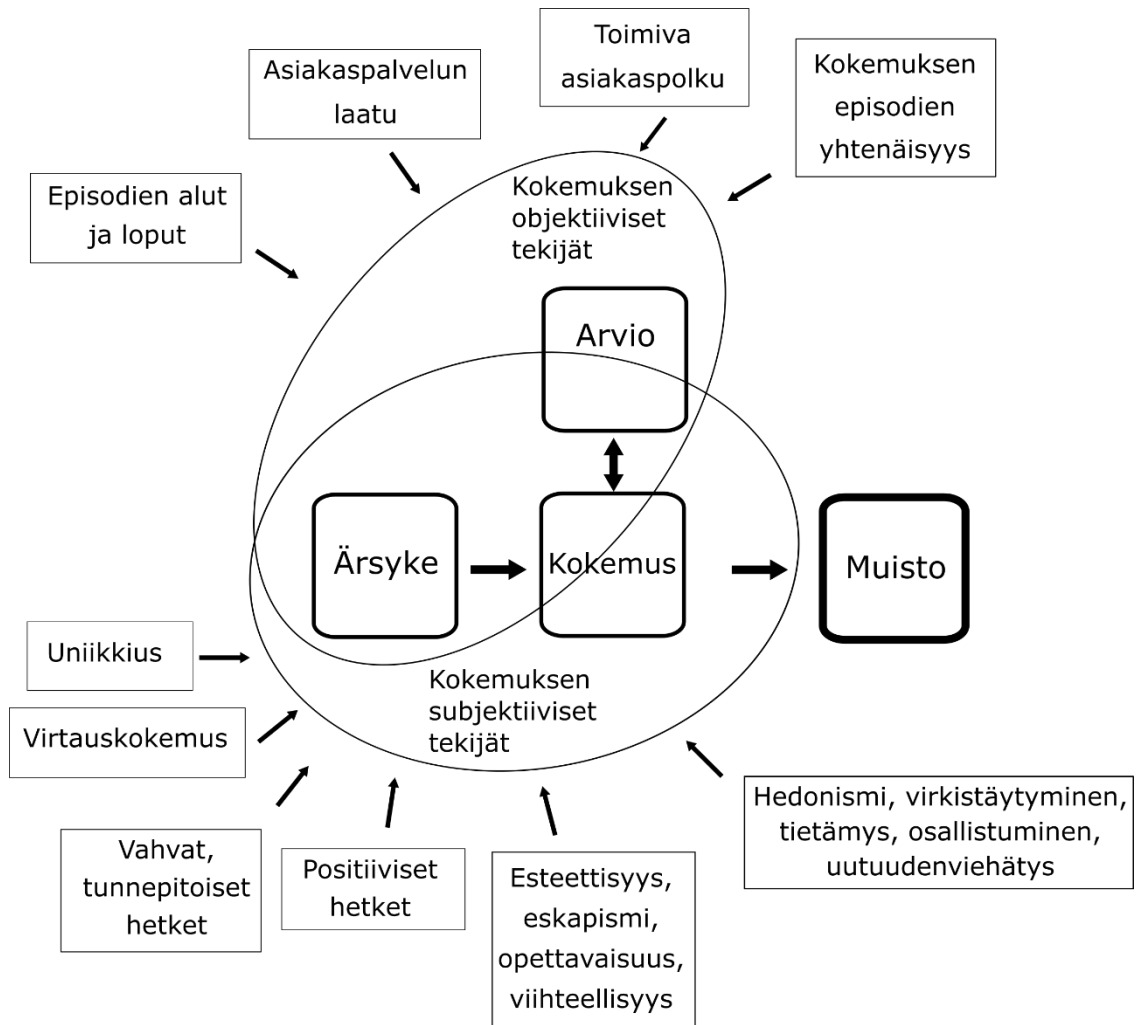 Toimiva
asiakaspolku
Asiakaspalvelun
laatu
Kokemuksen
episodien
yhtenäisyys
Episodien alut
ja loput
Kokemuksen
objektiiviset
tekijät
Arvio
Ärsyke
Kokemus
Muisto
Kokemuksen
subjektiiviset
tekijät
Uniikkius
Virtauskokemus
Vahvat,
tunnepitoiset
hetket
Positiiviset
hetket
Esteettisyys,
eskapismi,
opettavaisuus,
viihteellisyys
Hedonismi, virkistäytyminen,
tietämys, osallistuminen,
uutuudenviehätys